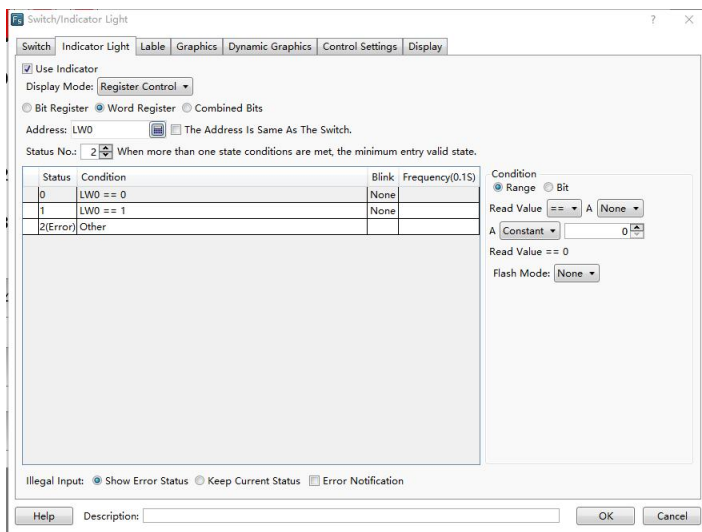 Fs Switch/Indicator Light ?
Switch Indicator Light Lable Graphics Dynamic Graphics Control Settings Display
Use Indicator
Display Mode: Register Control
Bit Register Word Register Combined Bits
Address: LW0 The Address Is Same As The Switch.
Status No.: 2 When more than one state conditions are met, the minimum entry valid state.
Status Condition Blink Frequency(0.1S)
0 LW0 == 0 None
1 LW0 == 1 None
2(Error) Other
Condition
Range Bit
Read Value == A None
A Constant 0
Read Value == 0
Flash Mode: None
Illegal Input: Show Error Status Keep Current Status Error Notification
Help Description: OK Cancel